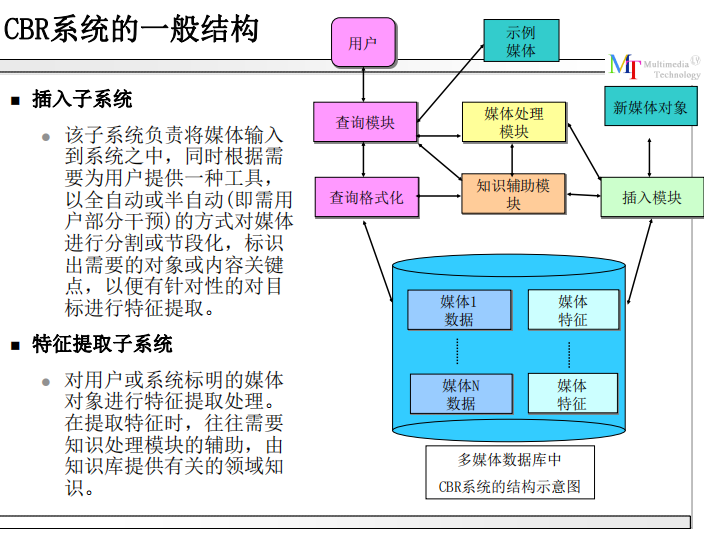 CBR系统的一般结构
MT Multimedia
Technology
■ 插入子系统
● 该子系统负责将媒体输入
到系统之中，同时根据需
要为用户提供一种工具，
以全自动或半自动(即需用
户部分干预)的方式对媒体
进行分割或节段化，标识
出需要的对象或内容关键
点，以便有针对性的对目
标进行特征提取。
■ 特征提取子系统
● 对用户或系统标明的媒体
对象进行特征提取处理。
在提取特征时，往往需要
知识处理模块的辅助，由
知识库提供有关的领域知
识。
用户
示例
媒体
新媒体对象
查询模块
媒体处理
模块
查询格式化
知识辅助模
块
插入模块
媒体1
数据
媒体
特征
媒体N
数据
媒体
特征
多媒体数据库中
CBR系统的结构示意图